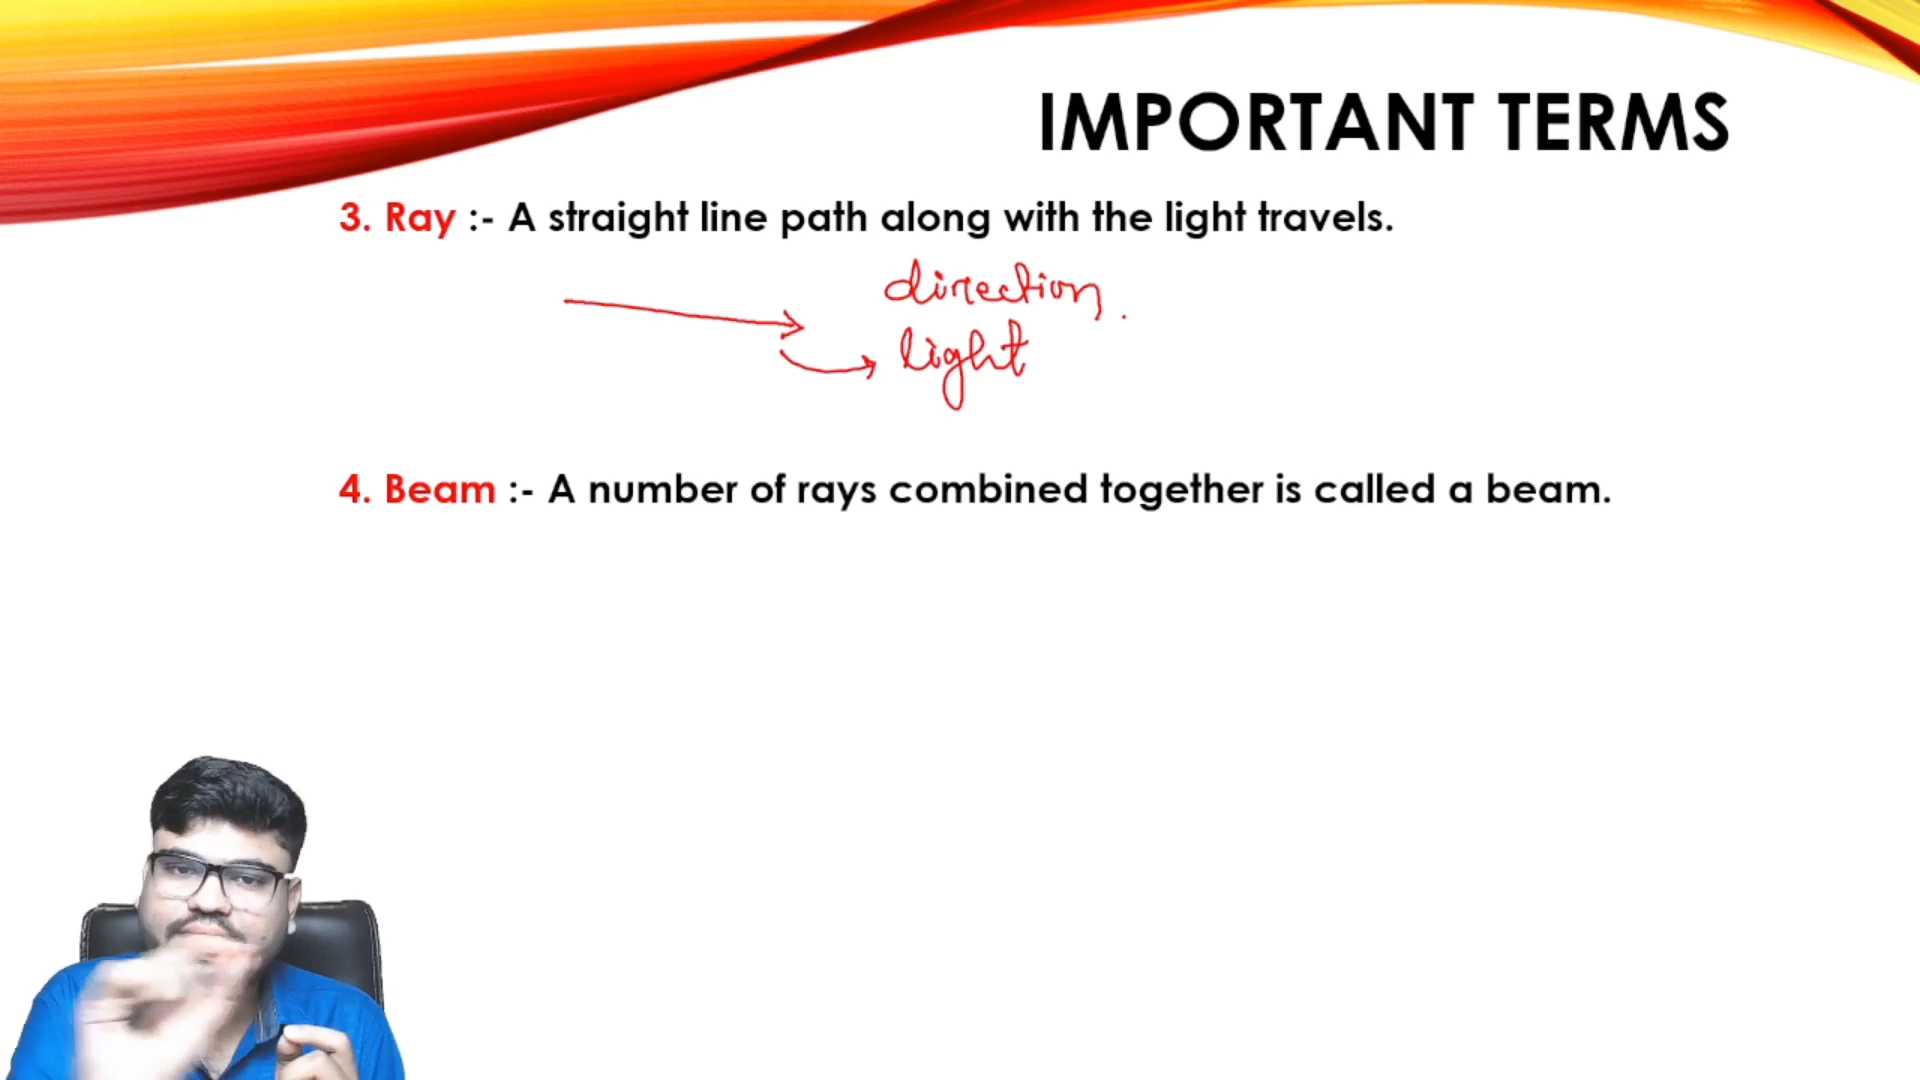 IMPORTANT TERMS
3. Ray :- A straight line path along with the light travels.
direction.
light
4. Beam :- A number of rays combined together is called a beam.